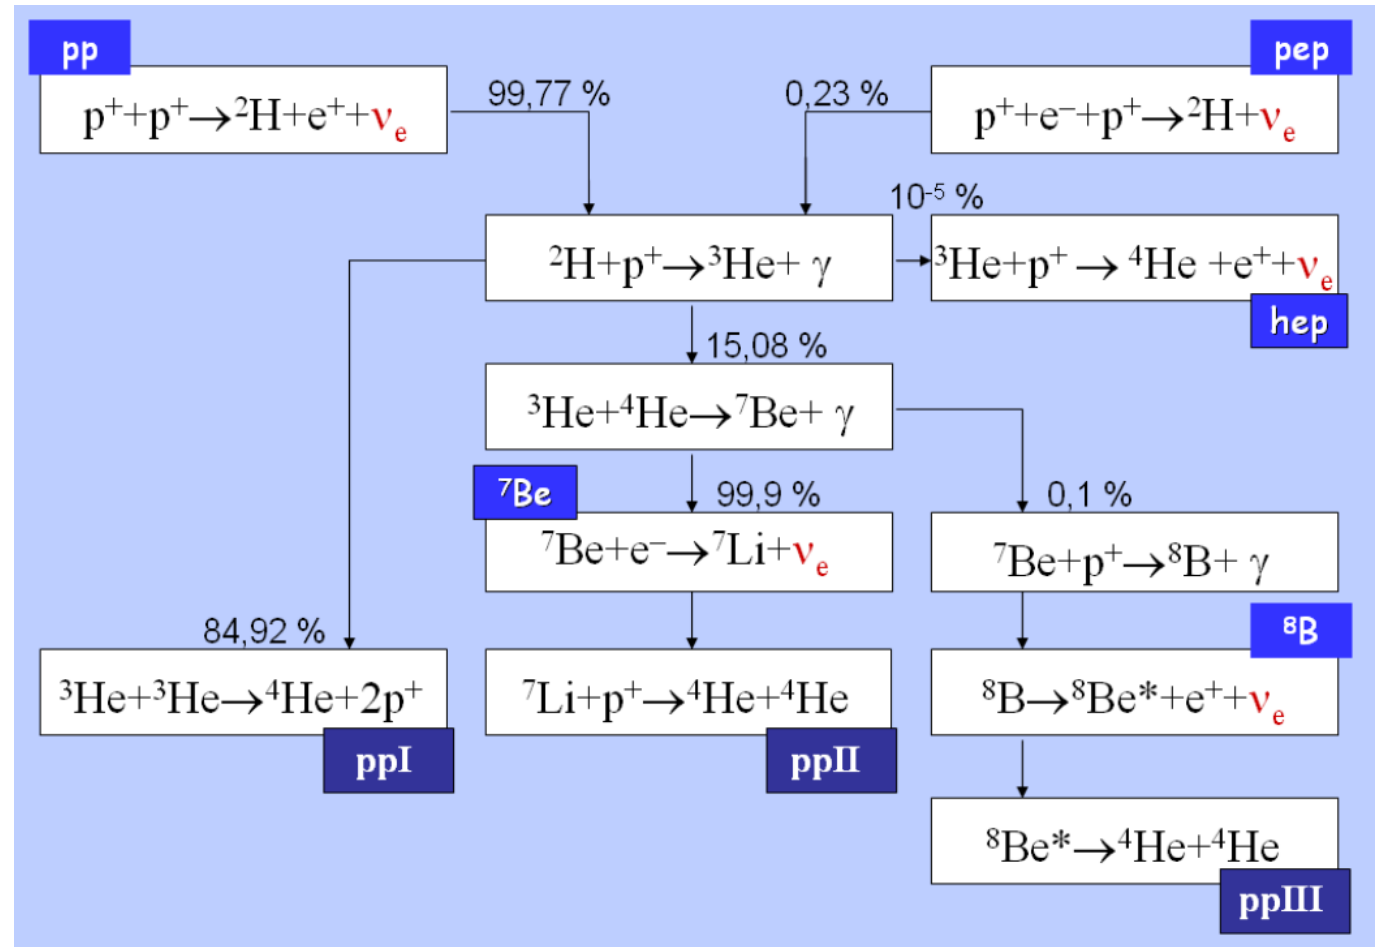 pp
pep
99,77 %
0,23 %
p⁺+p⁺→²H+e⁺+νₑ
p⁺+e⁻+p⁺→²H+νₑ
10⁻⁵ %
²H+p⁺→³He+ γ
³He+p⁺→ ⁴He +e⁺+νₑ
hep
15,08 %
³He+⁴He→⁷Be+ γ
⁷Be
99,9 %
0,1 %
⁷Be+e⁻→⁷Li+νₑ
⁷Be+p⁺→⁸B+ γ
84,92 %
⁸B
³He+³He→⁴He+2p⁺
⁷Li+p⁺→⁴He+⁴He
⁸B→⁸Be*+e⁺+νₑ
ppI
ppII
⁸Be*→⁴He+⁴He
ppIII